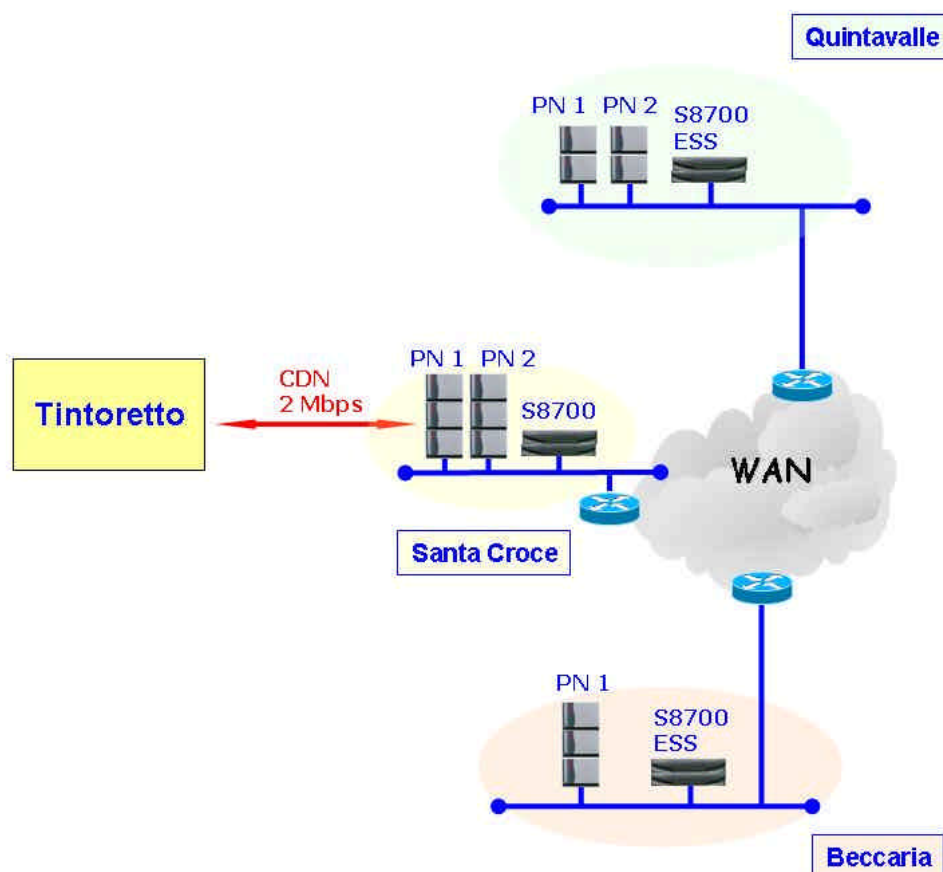 Quintavalle
PN 1 PN 2 S8700
ESS
PN 1 PN 2
S8700
CDN
2 Mbps
Tintoretto
WAN
Santa Croce
PN 1
S8700
ESS
Beccaria